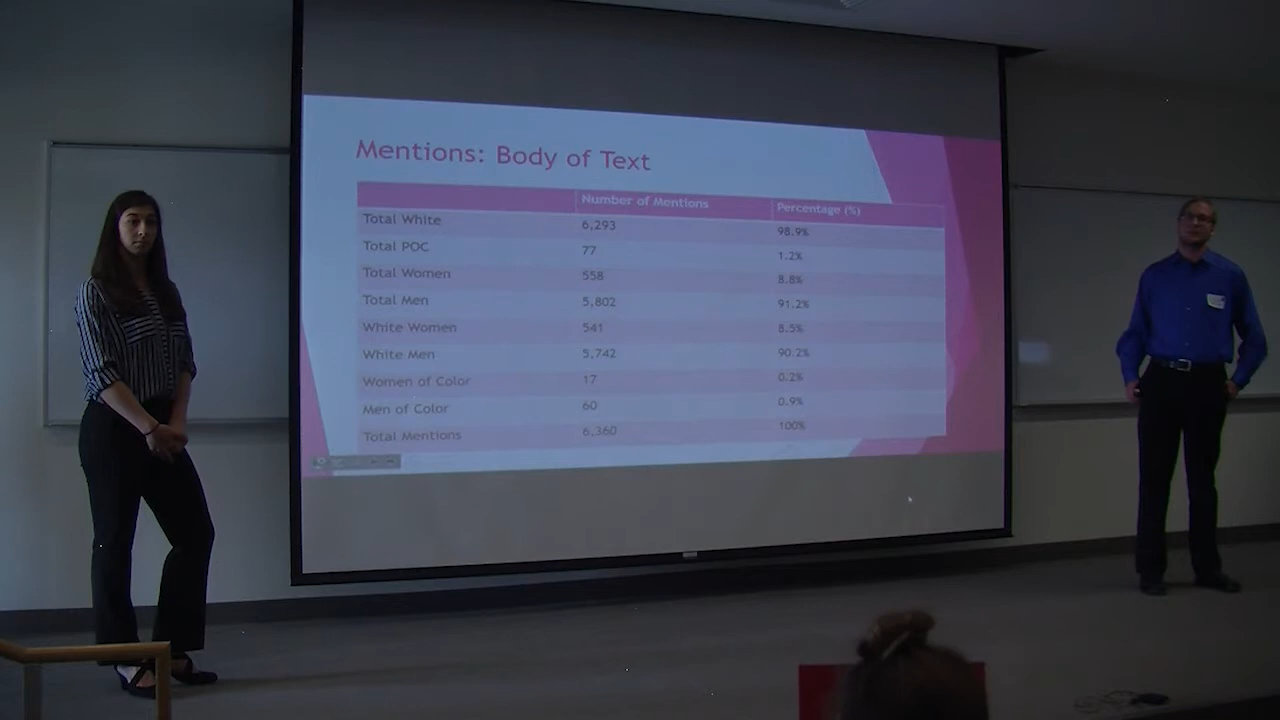 Mentions: Body of Text
Number of Mentions Percentage (%)
Total White 6,293 98.9%
Total POC 77 1.2%
Total Women 558 8.8%
Total Men 5,802 91.2%
White Women 541 8.5%
White Men 5,742 90.2%
Women of Color 17 0.2%
Men of Color 60 0.9%
Total Mentions 6,360 100%